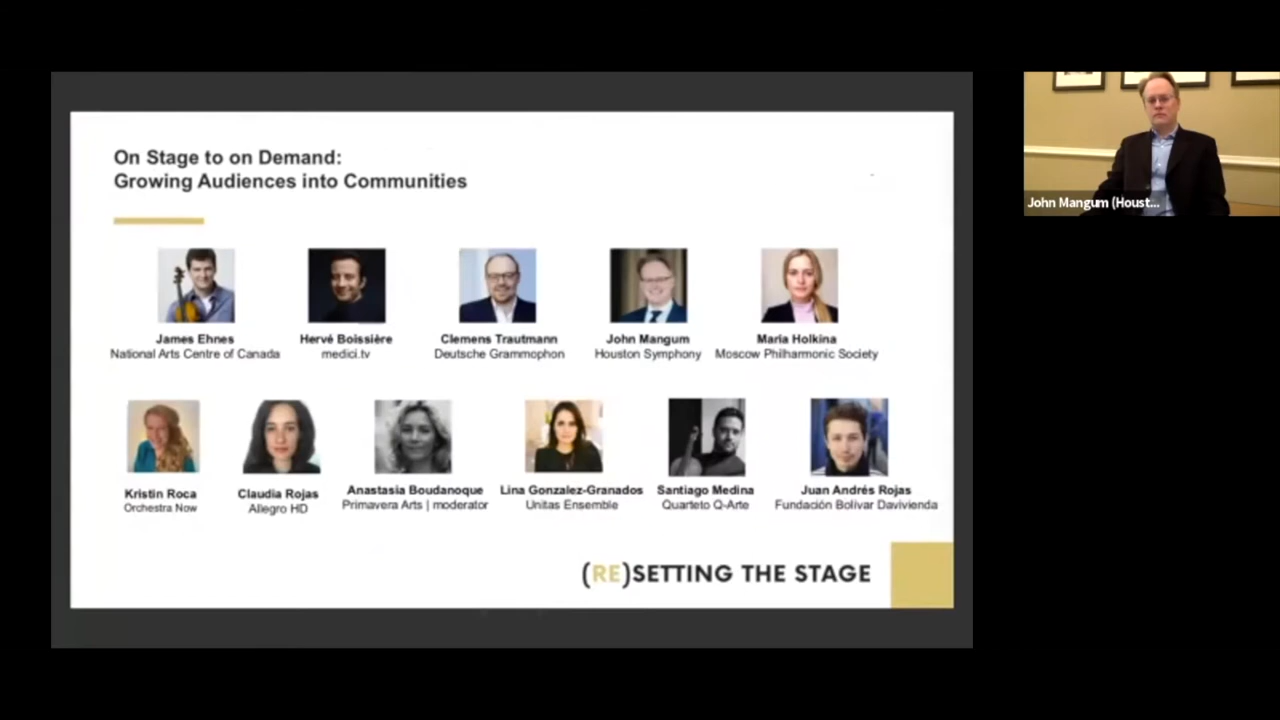 On Stage to on Demand:
Growing Audiences into Communities
James Ehnes
National Arts Centre of Canada
Hervé Boissière
medici.tv
Clemens Trautmann
Deutsche Grammophon
John Mangum
Houston Symphony
Maria Holkina
Moscow Philharmonic Society
Kristin Roca
Orchestra Now
Claudia Rojas
Allegro HD
Anastasia Boudanoque
Primavera Arts | moderator
Lina Gonzalez-Granados
Unitas Ensemble
Santiago Medina
Quarteto Q-Arte
Juan Andrés Rojas
Fundación Bolívar Davivienda
(RE)SETTING THE STAGE
John Mangum (Houst...